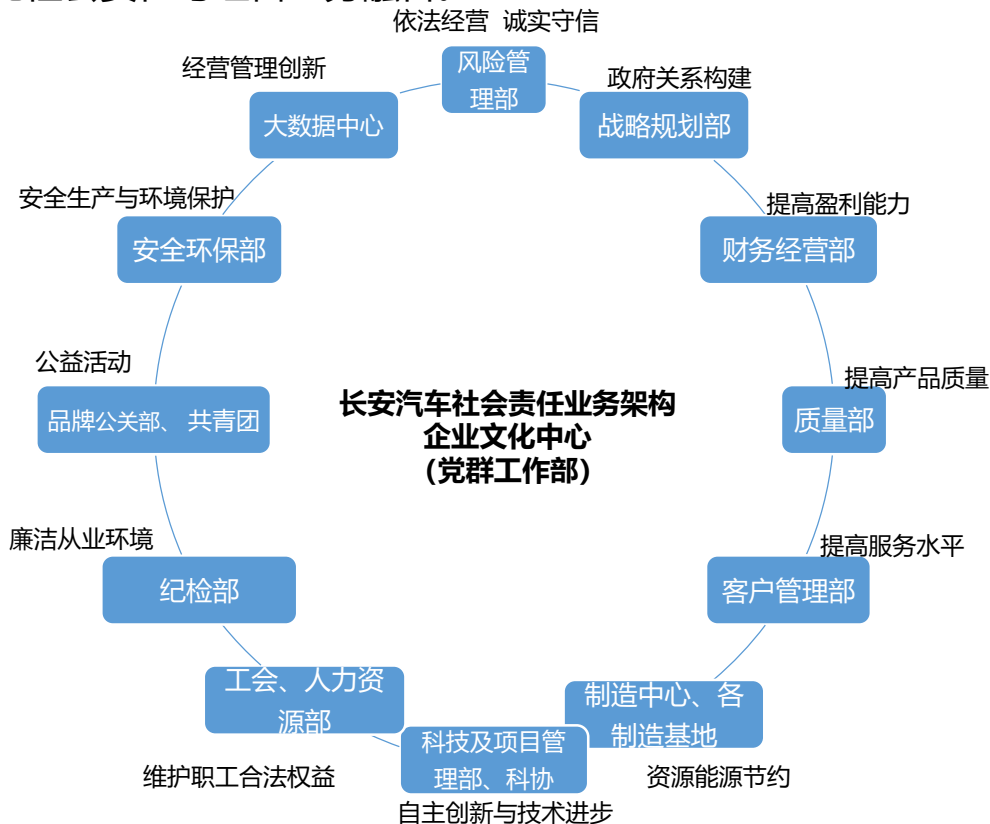 依法经营 诚实守信
风险管
理部
经营管理创新
大数据中心
政府关系构建
战略规划部
安全生产与环境保护
安全环保部
提高盈利能力
财务经营部
公益活动
品牌公关部、 共青团
长安汽车社会责任业务架构
企业文化中心
(党群工作部)
提高产品质量
质量部
廉洁从业环境
纪检部
提高服务水平
客户管理部
工会、人力资
源部
维护职工合法权益
科技及项目管
理部、科协
自主创新与技术进步
制造中心、各
制造基地
资源能源节约